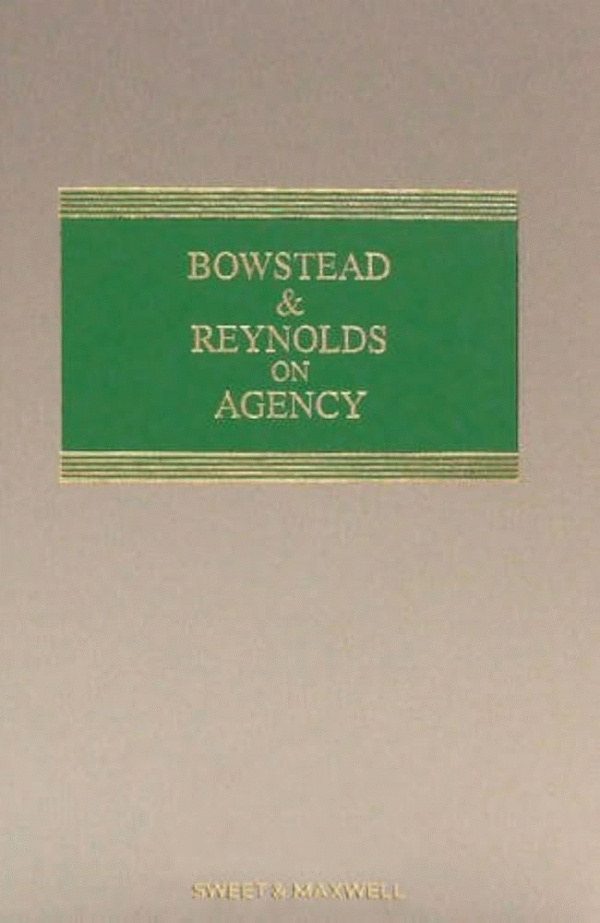 BOWSTEAD
&
REYNOLDS
ON
AGENCY
SWEET & MAXWELL